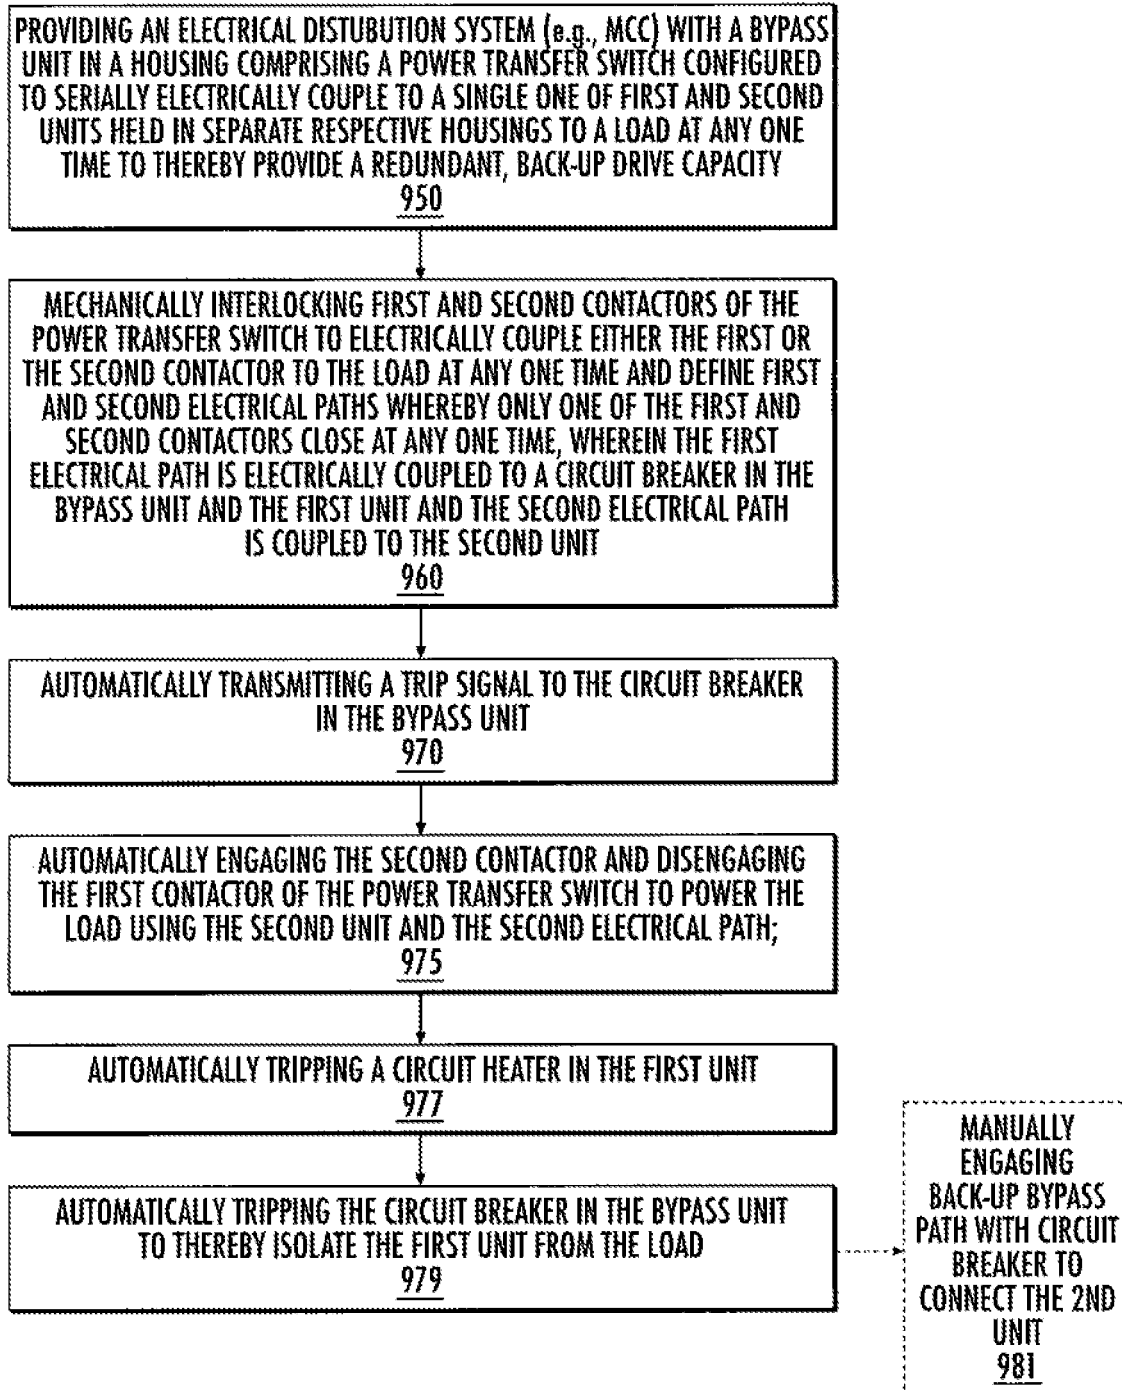 PROVIDING AN ELECTRICAL DISTUBUTION SYSTEM (e.g., MCC) WITH A BYPASS
UNIT IN A HOUSING COMPRISING A POWER TRANSFER SWITCH CONFIGURED
TO SERIALLY ELECTRICALLY COUPLE TO A SINGLE ONE OF FIRST AND SECOND
UNITS HELD IN SEPARATE RESPECTIVE HOUSINGS TO A LOAD AT ANY ONE
TIME TO THEREBY PROVIDE A REDUNDANT, BACK-UP DRIVE CAPACITY
950
MECHANICALLY INTERLOCKING FIRST AND SECOND CONTACTORS OF THE
POWER TRANSFER SWITCH TO ELECTRICALLY COUPLE EITHER THE FIRST OR
THE SECOND CONTACTOR TO THE LOAD AT ANY ONE TIME AND DEFINE FIRST
AND SECOND ELECTRICAL PATHS WHEREBY ONLY ONE OF THE FIRST AND
SECOND CONTACTORS CLOSE AT ANY ONE TIME, WHEREIN THE FIRST
ELECTRICAL PATH IS ELECTRICALLY COUPLED TO A CIRCUIT BREAKER IN THE
BYPASS UNIT AND THE FIRST UNIT AND THE SECOND ELECTRICAL PATH
IS COUPLED TO THE SECOND UNIT
960
AUTOMATICALLY TRANSMITTING A TRIP SIGNAL TO THE CIRCUIT BREAKER
IN THE BYPASS UNIT
970
AUTOMATICALLY ENGAGING THE SECOND CONTACTOR AND DISENGAGING
THE FIRST CONTACTOR OF THE POWER TRANSFER SWITCH TO POWER THE
LOAD USING THE SECOND UNIT AND THE SECOND ELECTRICAL PATH;
975
AUTOMATICALLY TRIPPING A CIRCUIT HEATER IN THE FIRST UNIT
977
AUTOMATICALLY TRIPPING THE CIRCUIT BREAKER IN THE BYPASS UNIT
TO THEREBY ISOLATE THE FIRST UNIT FROM THE LOAD
979
MANUALLY
ENGAGING
BACK-UP BYPASS
PATH WITH CIRCUIT
BREAKER TO
CONNECT THE 2ND
UNIT
981